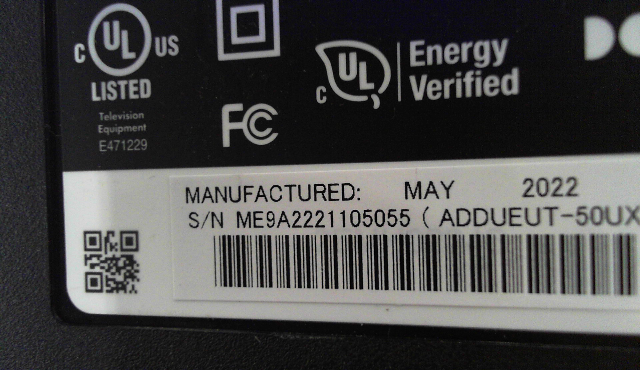 C UL US
LISTED
Television
Equipment
E471229
FC
C UL
Energy
Verified
MANUFACTURED: MAY 2022
S/N ME9A2221105055 ( ADDUEUT-50UX